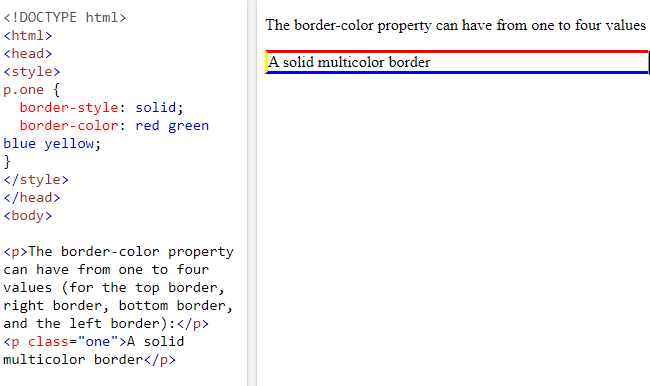 <!DOCTYPE html>
<html>
<head>
<style>
p.one {
  border-style: solid;
  border-color: red green
blue yellow;
}
</style>
</head>
<body>

<p>The border-color property
can have from one to four
values (for the top border,
right border, bottom border,
and the left border):</p>
<p class="one">A solid
multicolor border</p>
The border-color property can have from one to four values
A solid multicolor border